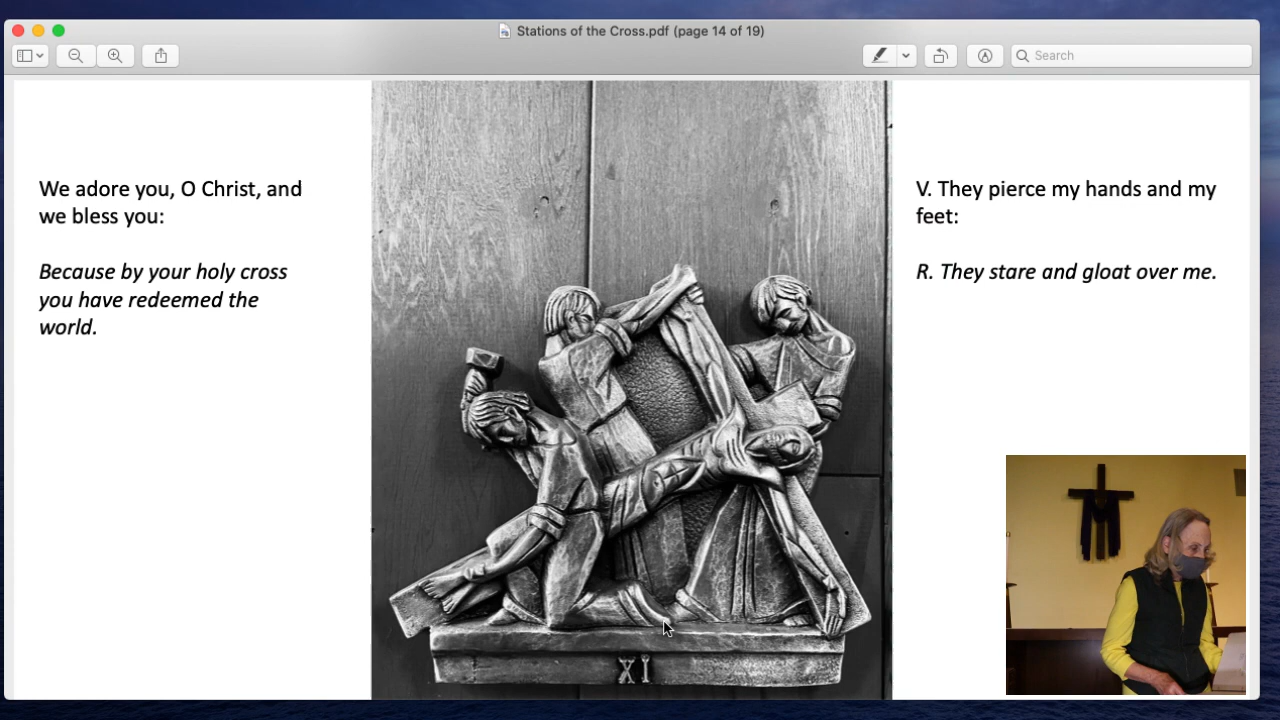 Stations of the Cross.pdf (page 14 of 19)
Search
We adore you, O Christ, and
we bless you:
Because by your holy cross
you have redeemed the
world.
XI
V. They pierce my hands and my
feet:
R. They stare and gloat over me.